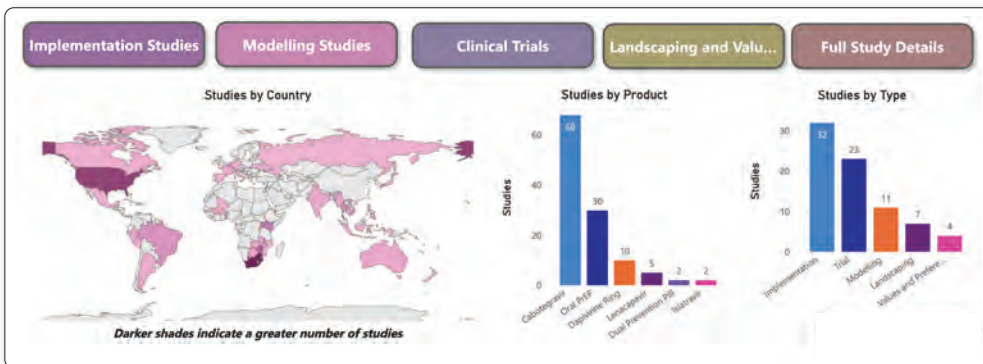 Implementation Studies
Modelling Studies
Clinical Trials
Landscaping and Valu...
Full Study Details
Studies by Country
Darker shades indicate a greater number of studies
Studies by Product
Studies
60
40
20
0
68
30
10
5
2
2
Cabotegravir
Oral PrEP
Dapivirine Ring
Lenacapavir
Dual Prevention Pill
Islatravir
Studies by Type
Studies
30
20
10
0
32
23
11
7
4
Implementation
Trial
Modelling
Landscaping
Values and Prefere...